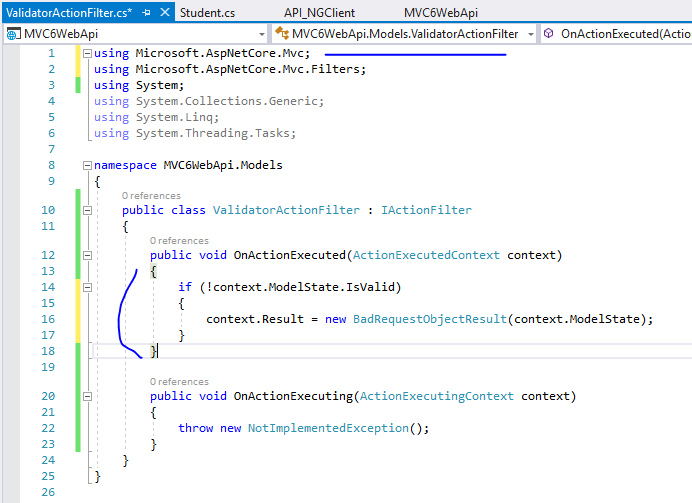 ValidatorActionFilter.cs* Student.cs API_NGClient MVC6WebApi
MVC6WebApi MVC6WebApi.Models.ValidatorActionFilter OnActionExecuted(Actio
1 using Microsoft.AspNetCore.Mvc;
2 using Microsoft.AspNetCore.Mvc.Filters;
3 using System;
4 using System.Collections.Generic;
5 using System.Linq;
6 using System.Threading.Tasks;
7
8 namespace MVC6WebApi.Models
9 {
0 references
10 public class ValidatorActionFilter : IActionFilter
11 {
0 references
12 public void OnActionExecuted(ActionExecutedContext context)
13 {
14 if (!context.ModelState.IsValid)
15 {
16 context.Result = new BadRequestObjectResult(context.ModelState);
17 }
18 }
19
0 references
20 public void OnActionExecuting(ActionExecutingContext context)
21 {
22 throw new NotImplementedException();
23 }
24 }
25 }
26